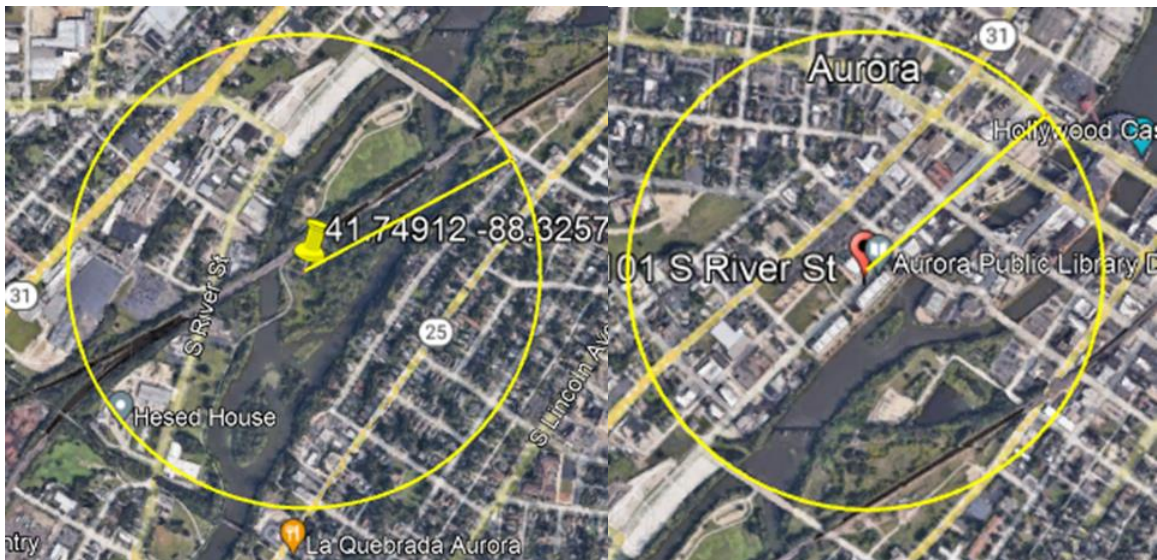 41.74912 -88.3257
S River St
31
25
Hesed House
S Lincoln Ave
La Quebrada Aurora
ntry
31
Aurora
Hollywood Cas
101 S River St
Aurora Public Library D